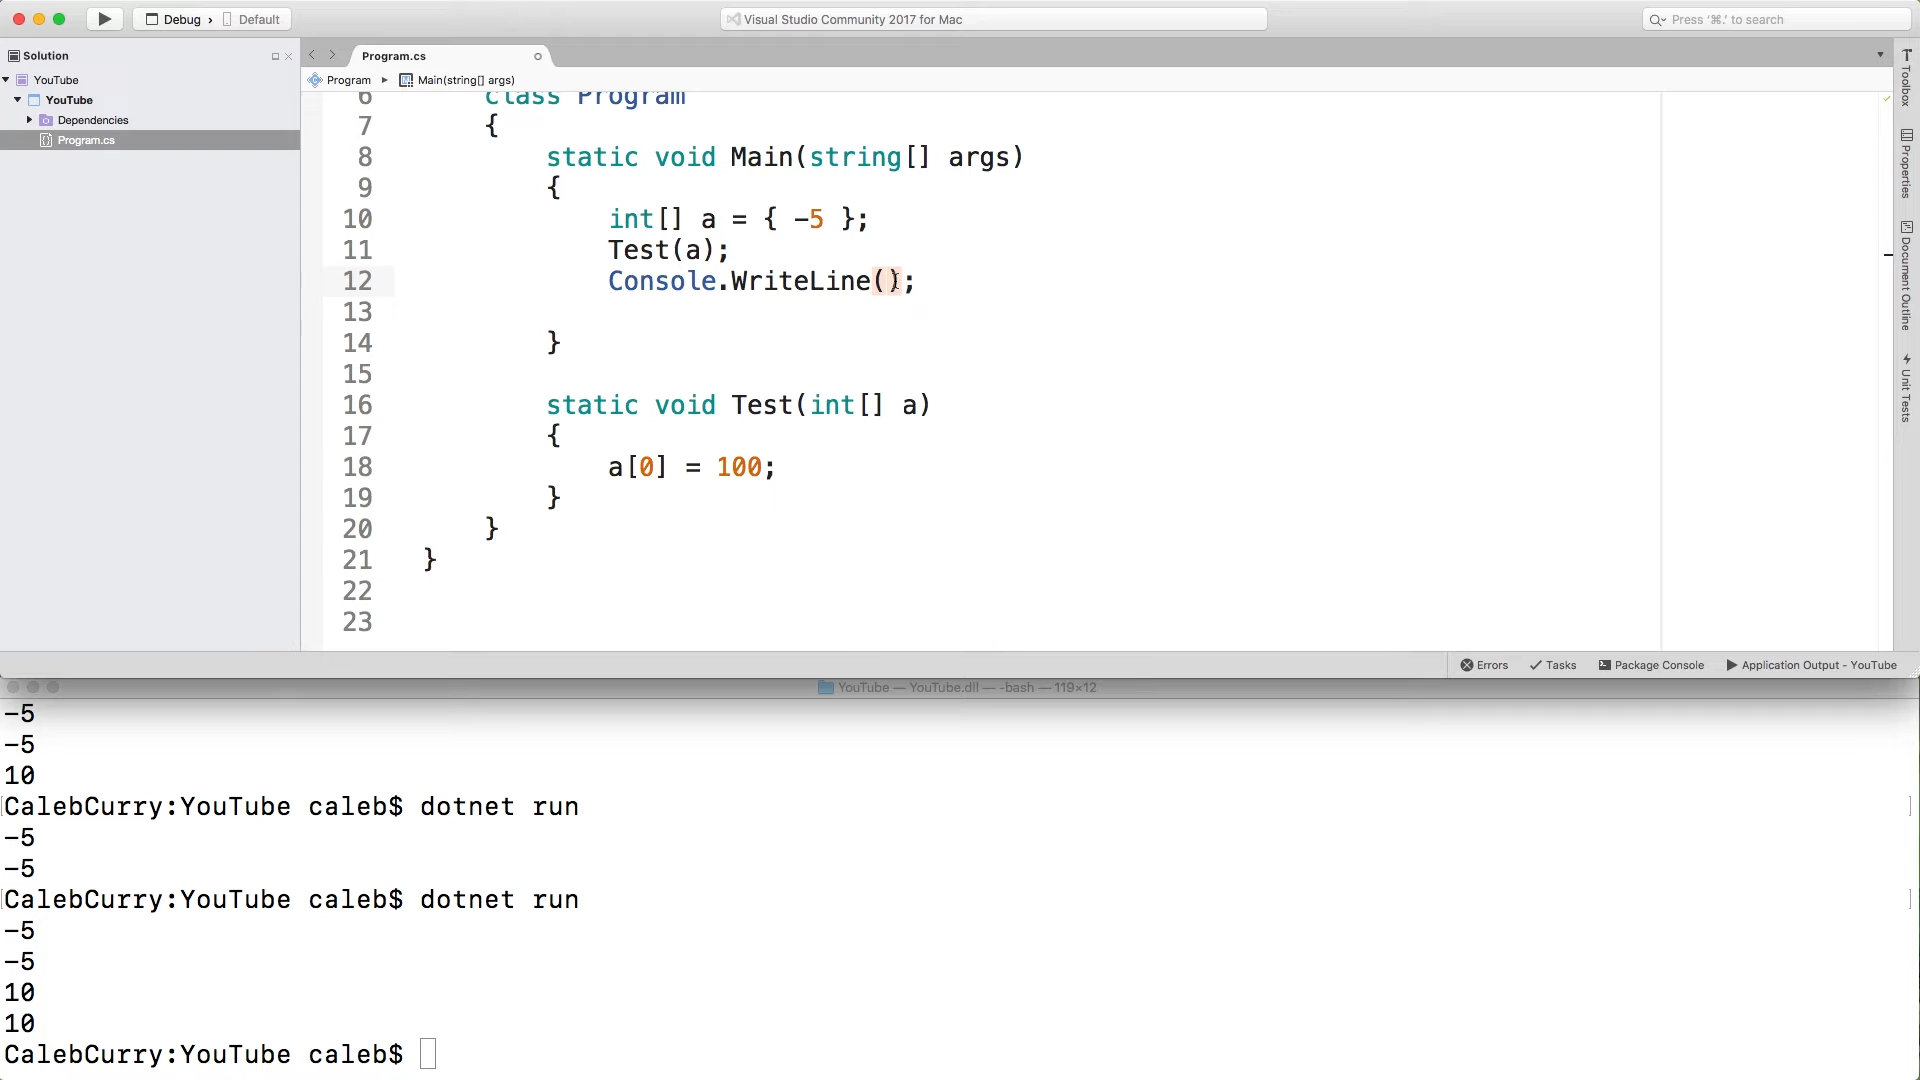 Debug › Default
Visual Studio Community 2017 for Mac
Press '⌘.' to search
Solution
Program.cs
YouTube
Program ▸ Main(string[] args)
YouTube
Dependencies
Program.cs
6 class Program
7 {
8 static void Main(string[] args)
9 {
10 int[] a = { -5 };
11 Test(a);
12 Console.WriteLine();
13
14 }
15
16 static void Test(int[] a)
17 {
18 a[0] = 100;
19 }
20 }
21 }
22
23
Toolbox
Properties
Document Outline
Unit Tests
Errors
Tasks
Package Console
Application Output - YouTube
YouTube — YouTube.dll — -bash — 119×12
-5
-5
10
CalebCurry:YouTube caleb$ dotnet run
-5
-5
CalebCurry:YouTube caleb$ dotnet run
-5
-5
10
10
CalebCurry:YouTube caleb$